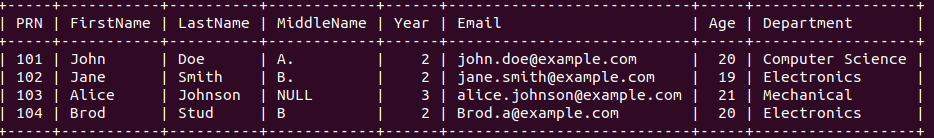 | PRN | FirstName | LastName | MiddleName | Year | Email                     | Age | Department       |
| 101 | John      | Doe      | A.         |    2 | john.doe@example.com      |  20 | Computer Science |
| 102 | Jane      | Smith    | B.         |    2 | jane.smith@example.com    |  19 | Electronics      |
| 103 | Alice     | Johnson  | NULL       |    3 | alice.johnson@example.com |  21 | Mechanical       |
| 104 | Brod      | Stud     | B          |    2 | Brod.a@example.com        |  20 | Electronics      |